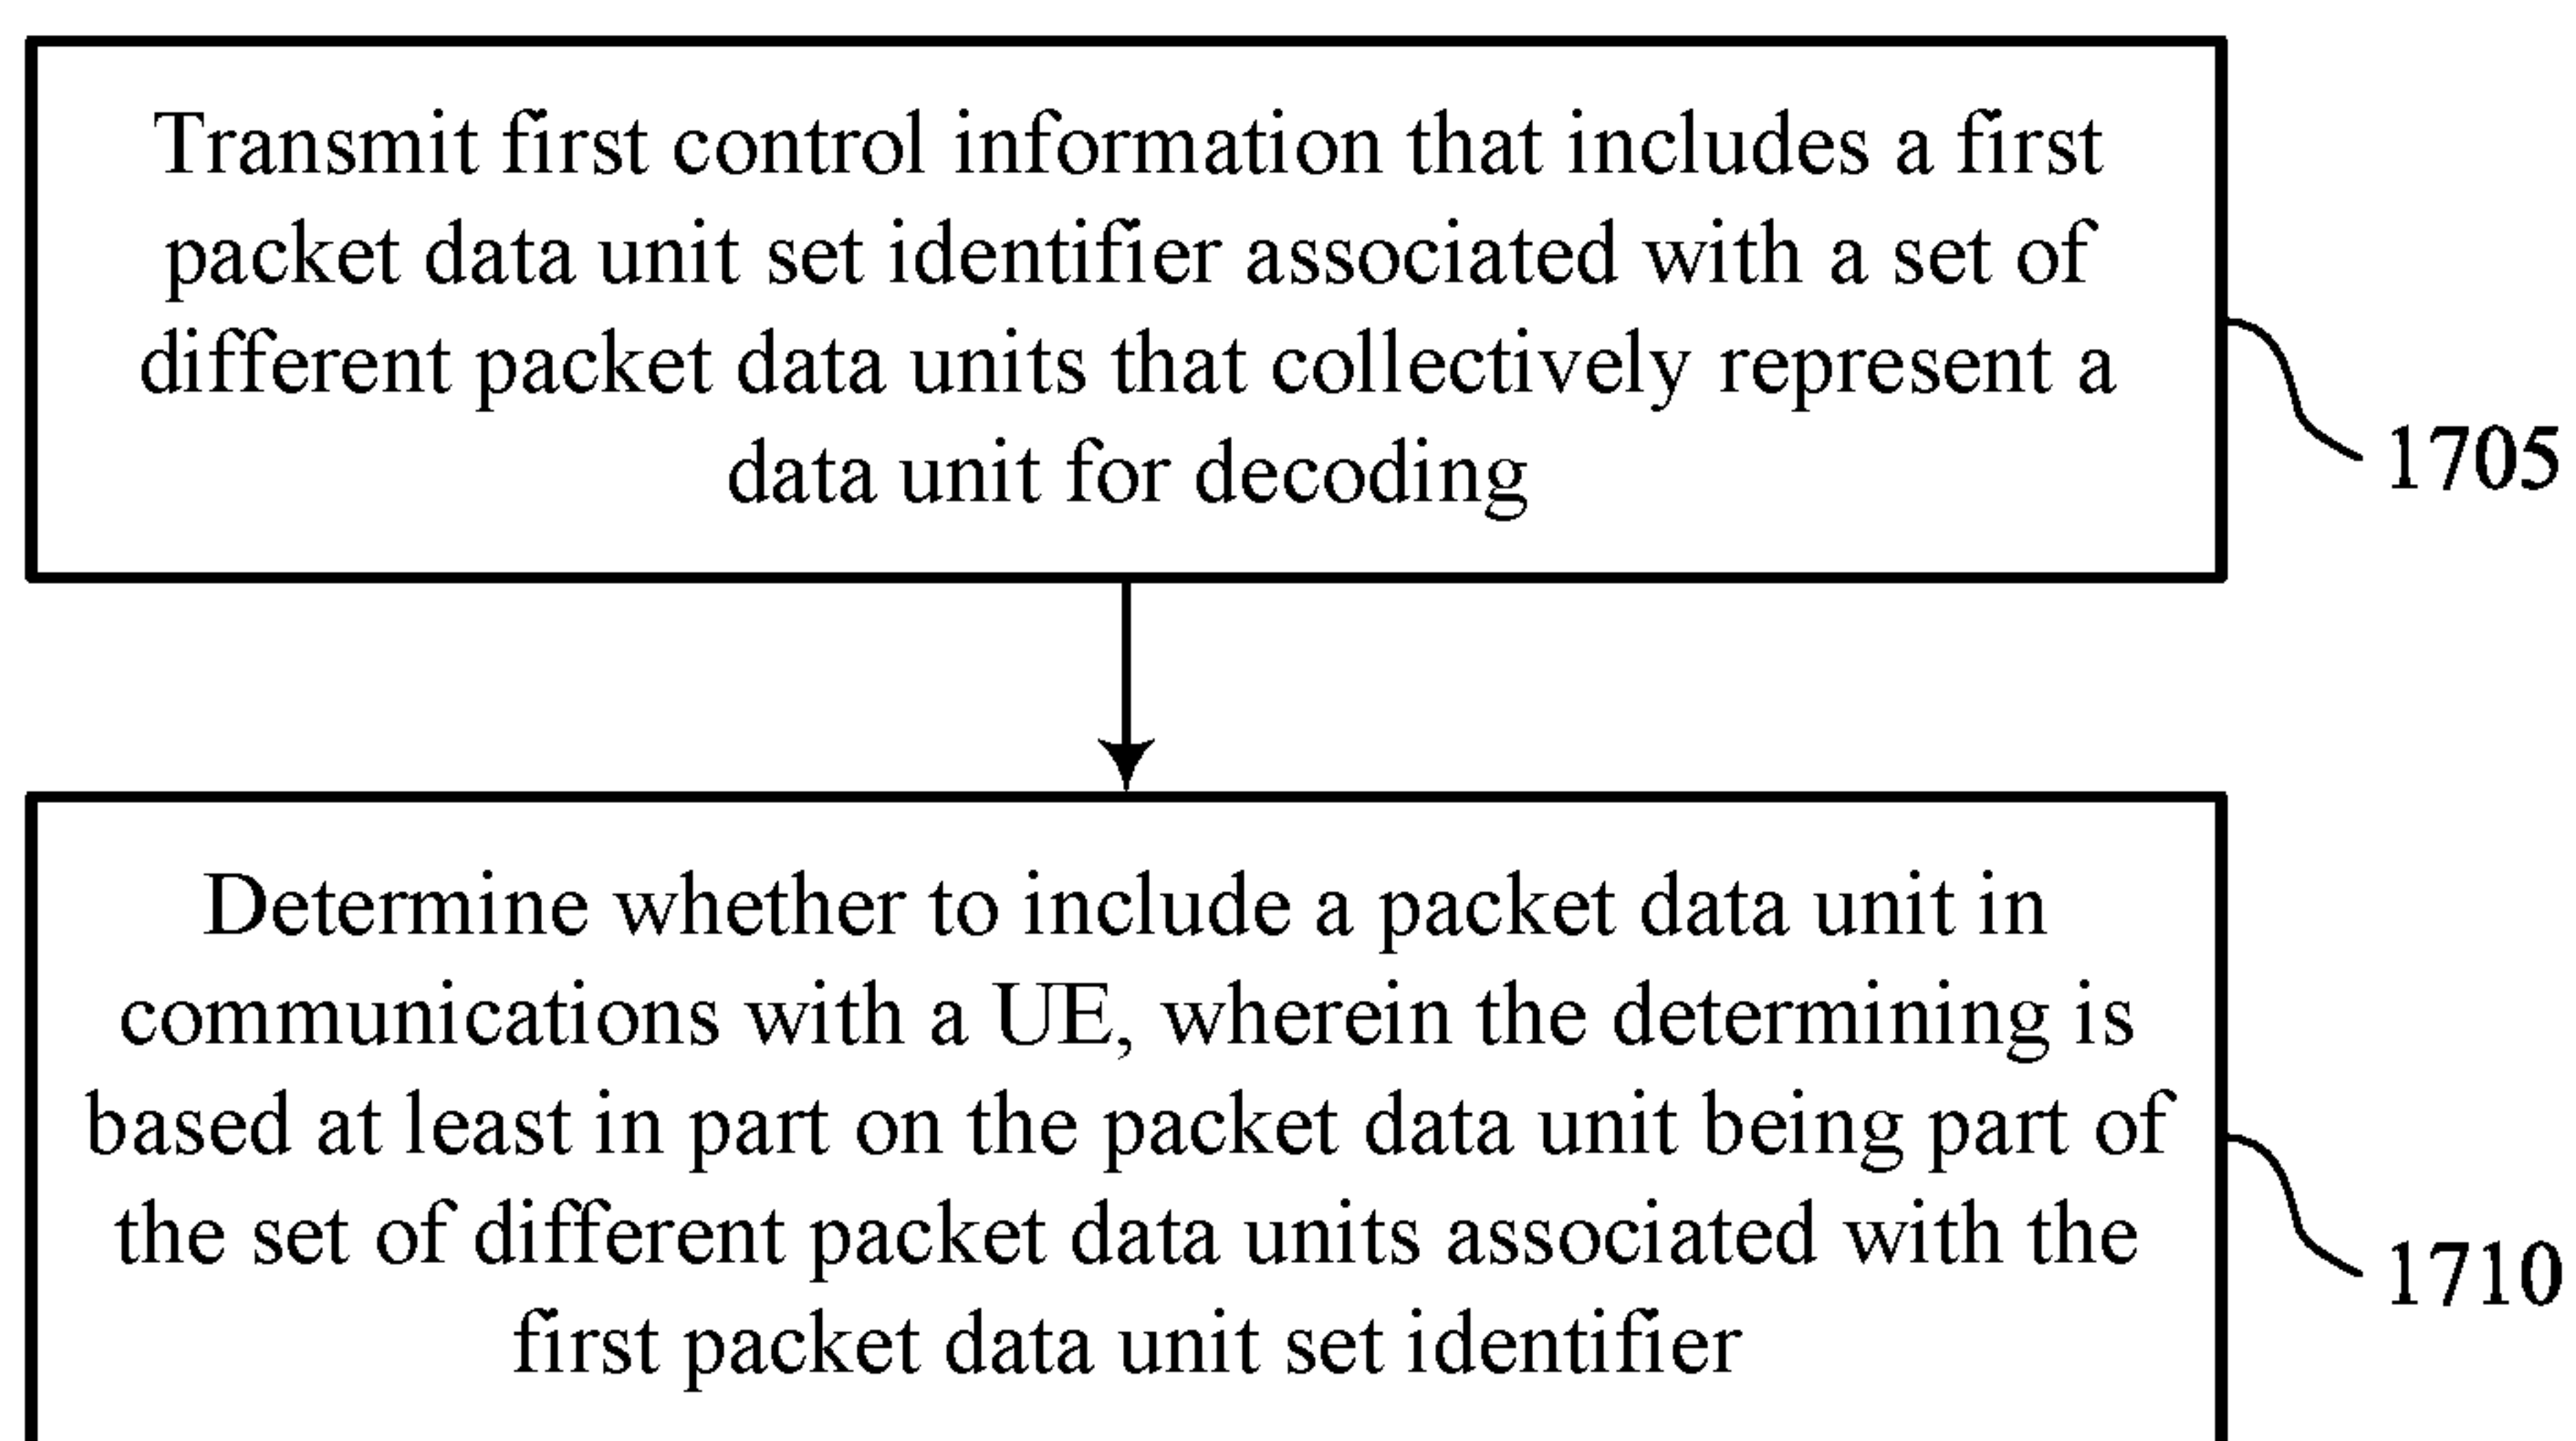 Transmit first control information that includes a first
packet data unit set identifier associated with a set of
different packet data units that collectively represent a
data unit for decoding
1705
Determine whether to include a packet data unit in
communications with a UE, wherein the determining is
based at least in part on the packet data unit being part of
the set of different packet data units associated with the
first packet data unit set identifier
1710